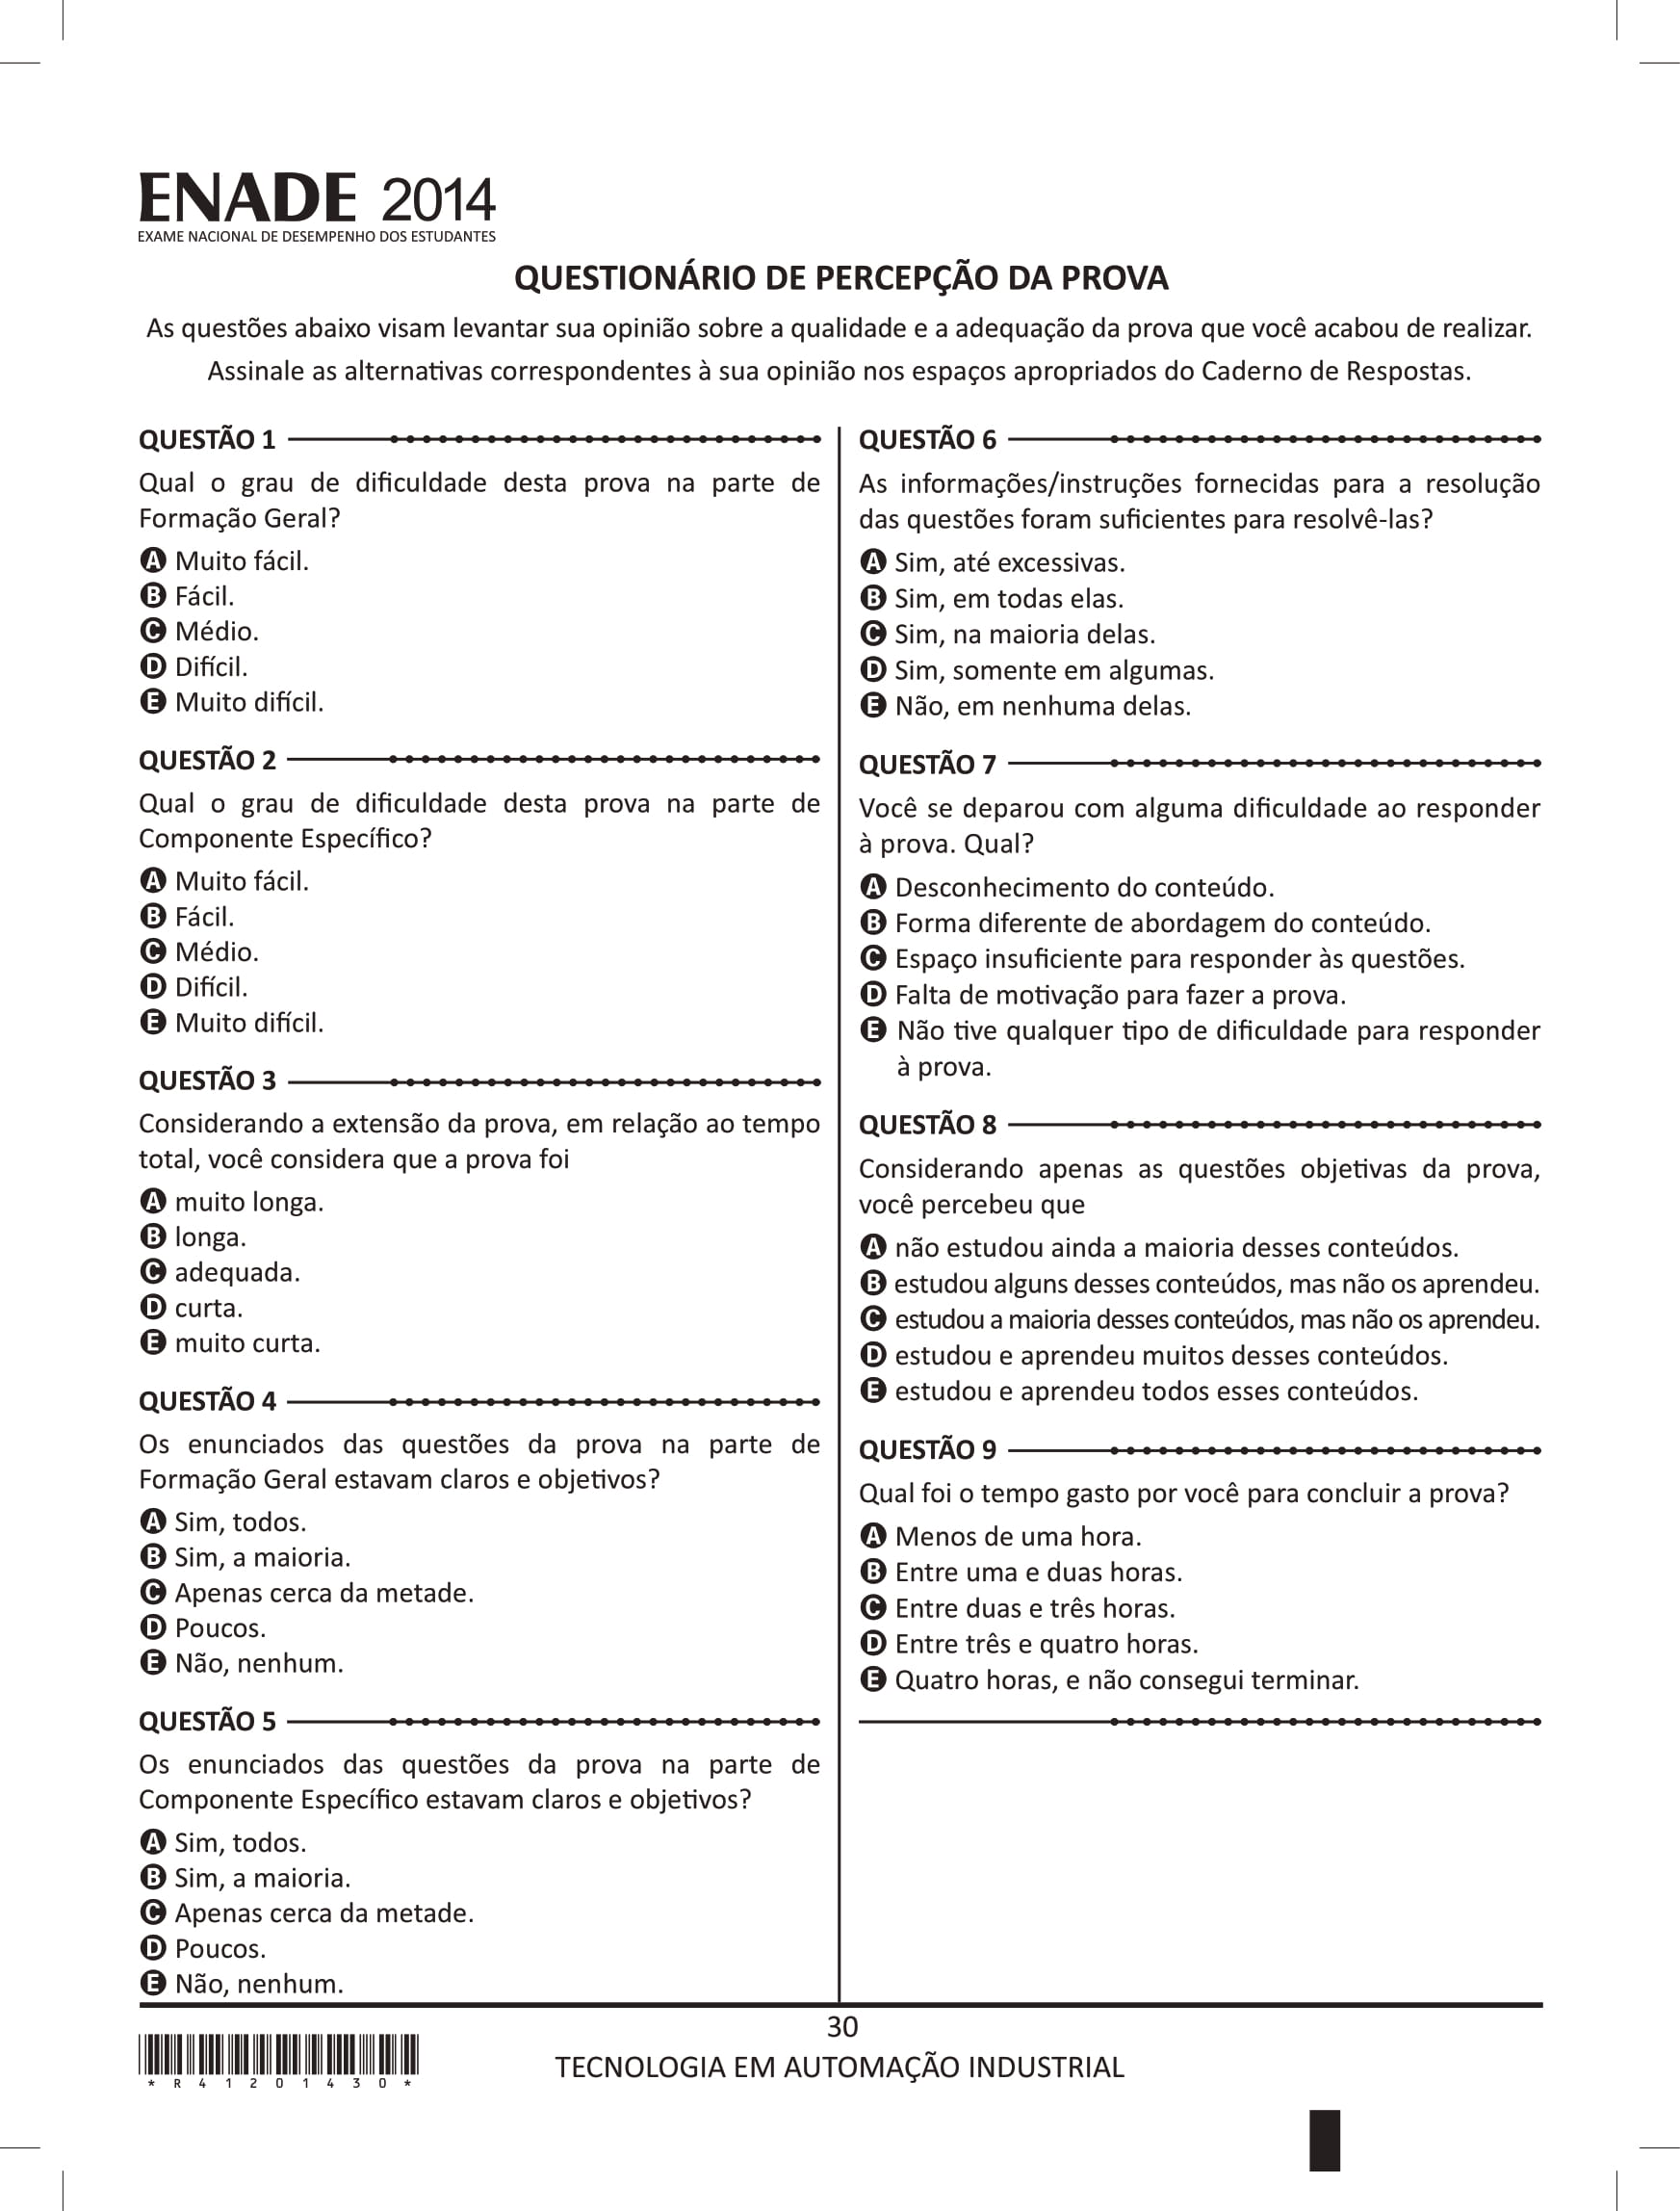 ENADE 2014
EXAME NACIONAL DE DESEMPENHO DOS ESTUDANTES
QUESTIONÁRIO DE PERCEPÇÃO DA PROVA
As questões abaixo visam levantar sua opinião sobre a qualidade e a adequação da prova que você acabou de realizar.
Assinale as alternativas correspondentes à sua opinião nos espaços apropriados do Caderno de Respostas.
QUESTÃO 1
Qual o grau de dificuldade desta prova na parte de
Formação Geral?
A Muito fácil.
B Fácil.
C Médio.
D Difícil.
E Muito difícil.
QUESTÃO 2
Qual o grau de dificuldade desta prova na parte de
Componente Específico?
A Muito fácil.
B Fácil.
C Médio.
D Difícil.
E Muito difícil.
QUESTÃO 3
Considerando a extensão da prova, em relação ao tempo
total, você considera que a prova foi
A muito longa.
B longa.
C adequada.
D curta.
E muito curta.
QUESTÃO 4
Os enunciados das questões da prova na parte de
Formação Geral estavam claros e objetivos?
A Sim, todos.
B Sim, a maioria.
C Apenas cerca da metade.
D Poucos.
E Não, nenhum.
QUESTÃO 5
Os enunciados das questões da prova na parte de
Componente Específico estavam claros e objetivos?
A Sim, todos.
B Sim, a maioria.
C Apenas cerca da metade.
D Poucos.
E Não, nenhum.
QUESTÃO 6
As informações/instruções fornecidas para a resolução
das questões foram suficientes para resolvê-las?
A Sim, até excessivas.
B Sim, em todas elas.
C Sim, na maioria delas.
D Sim, somente em algumas.
E Não, em nenhuma delas.
QUESTÃO 7
Você se deparou com alguma dificuldade ao responder
à prova. Qual?
A Desconhecimento do conteúdo.
B Forma diferente de abordagem do conteúdo.
C Espaço insuficiente para responder às questões.
D Falta de motivação para fazer a prova.
E Não tive qualquer tipo de dificuldade para responder
à prova.
QUESTÃO 8
Considerando apenas as questões objetivas da prova,
você percebeu que
A não estudou ainda a maioria desses conteúdos.
B estudou alguns desses conteúdos, mas não os aprendeu.
C estudou a maioria desses conteúdos, mas não os aprendeu.
D estudou e aprendeu muitos desses conteúdos.
E estudou e aprendeu todos esses conteúdos.
QUESTÃO 9
Qual foi o tempo gasto por você para concluir a prova?
A Menos de uma hora.
B Entre uma e duas horas.
C Entre duas e três horas.
D Entre três e quatro horas.
E Quatro horas, e não consegui terminar.
30
TECNOLOGIA EM AUTOMAÇÃO INDUSTRIAL
* R 4 1 2 0 1 4 3 0 *